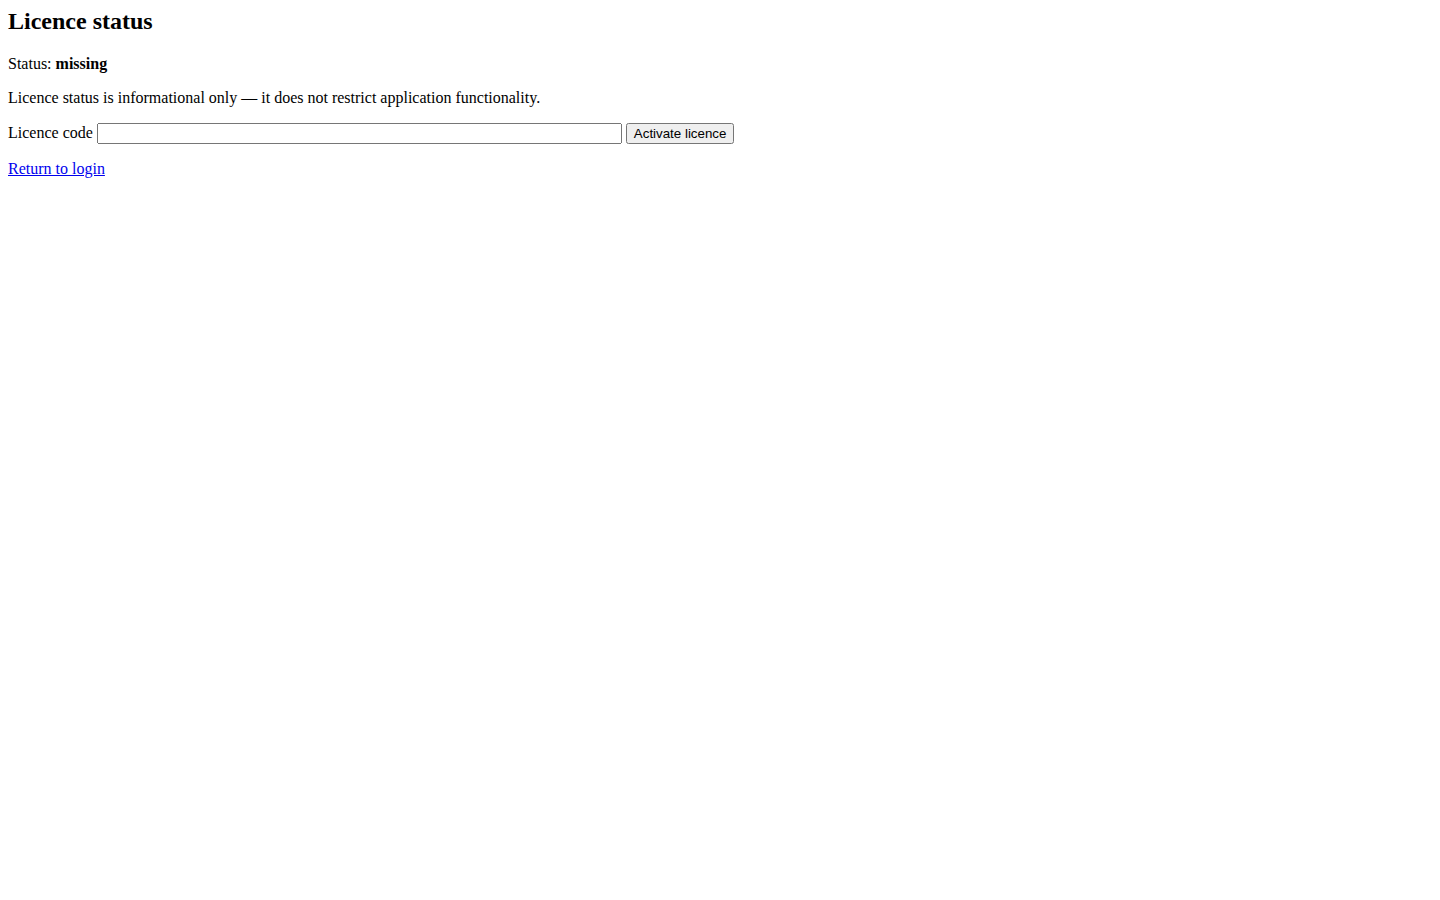 Licence status
Status: missing
Licence status is informational only — it does not restrict application functionality.
Licence code Activate licence
Return to login